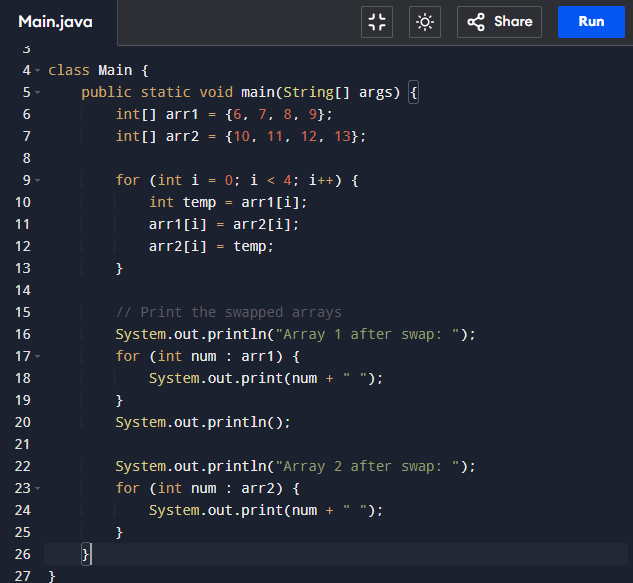 Main.java Share Run
3
4 class Main {
5     public static void main(String[] args) {
6         int[] arr1 = {6, 7, 8, 9};
7         int[] arr2 = {10, 11, 12, 13};
8
9         for (int i = 0; i < 4; i++) {
10             int temp = arr1[i];
11             arr1[i] = arr2[i];
12             arr2[i] = temp;
13         }
14
15         // Print the swapped arrays
16         System.out.println("Array 1 after swap: ");
17         for (int num : arr1) {
18             System.out.print(num + " ");
19         }
20         System.out.println();
21
22         System.out.println("Array 2 after swap: ");
23         for (int num : arr2) {
24             System.out.print(num + " ");
25         }
26     }
27 }